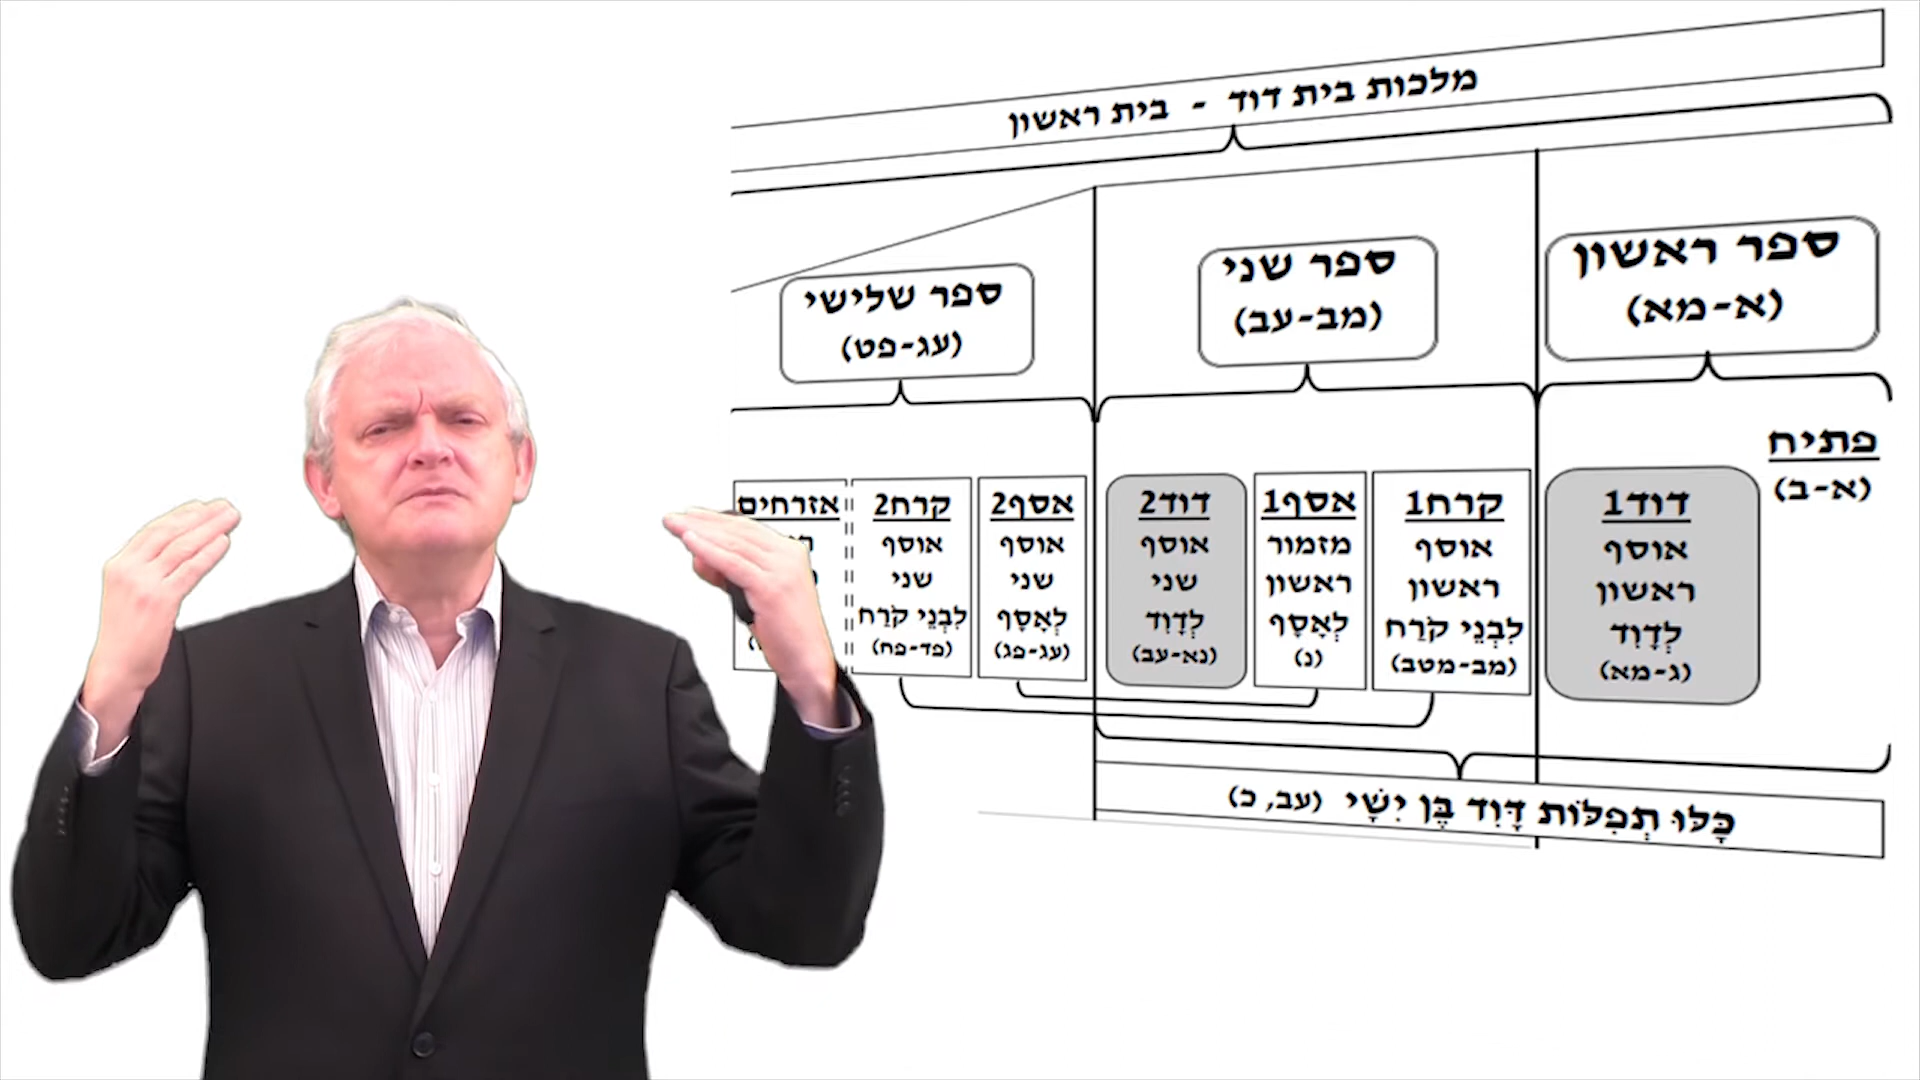 מלכות בית דוד - בית ראשון
ספר ראשון
(א-מא)
ספר שני
(מב-עב)
ספר שלישי
(עג-פט)
פתיח
(א-ב)
דוד1
אוסף
ראשון
לְדָוִד
(ג-מא)
קרח1
אוסף
ראשון
לִבְנֵי קֹרַח
(מב-מטב)
אסף1
מזמור
ראשון
לְאָסָף
(נ)
דוד2
אוסף
שני
לְדָוִד
(נא-עב)
אסף2
אוסף
שני
לְאָסָף
(עג-פג)
קרח2
אוסף
שני
לִבְנֵי קֹרַח
(פד-פח)
אזרחים
כָּלּוּ תְפִלּוֹת דָּוִד בֶּן יִשָׁי (עב, כ)